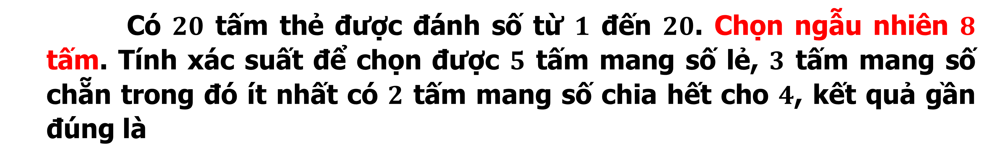 Có 20 tấm thẻ được đánh số từ 1 đến 20. Chọn ngẫu nhiên 8
tấm. Tính xác suất để chọn được 5 tấm mang số lẻ, 3 tấm mang số
chẵn trong đó ít nhất có 2 tấm mang số chia hết cho 4, kết quả gần
đúng là